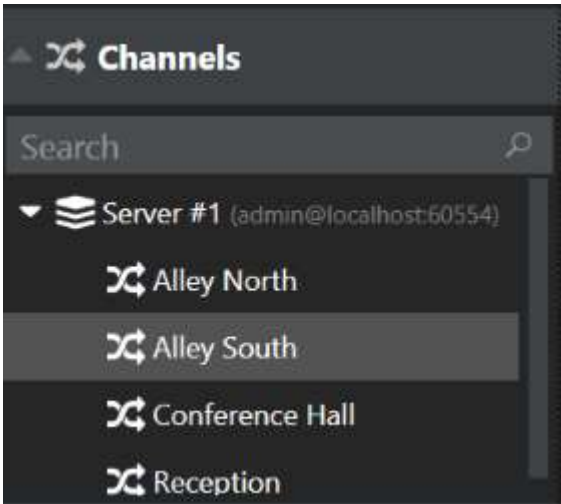 Channels
Search
Server #1 (admin@localhost:60554)
Alley North
Alley South
Conference Hall
Reception